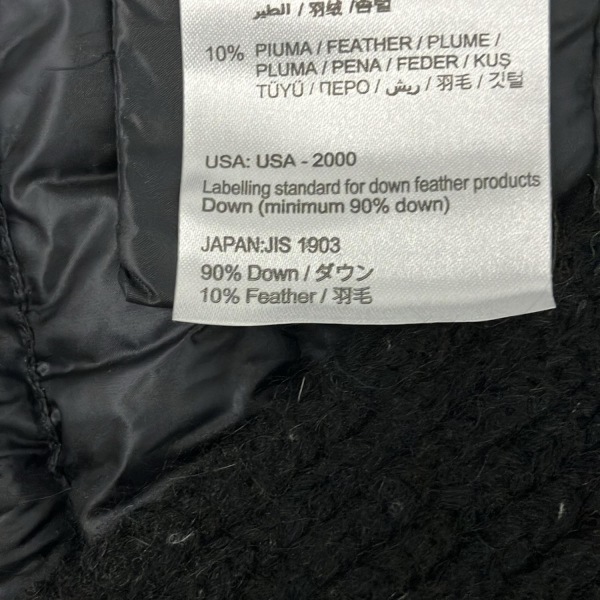 الطير / 羽绒 / 솜털
10% PIUMA / FEATHER / PLUME /
PLUMA / PENA / FEDER / KUŞ
TÜYÜ / ПЕРО / ريش / 羽毛 / 깃털
USA: USA - 2000
Labelling standard for down feather products
Down (minimum 90% down)
JAPAN:JIS 1903
90% Down / ダウン
10% Feather / 羽毛